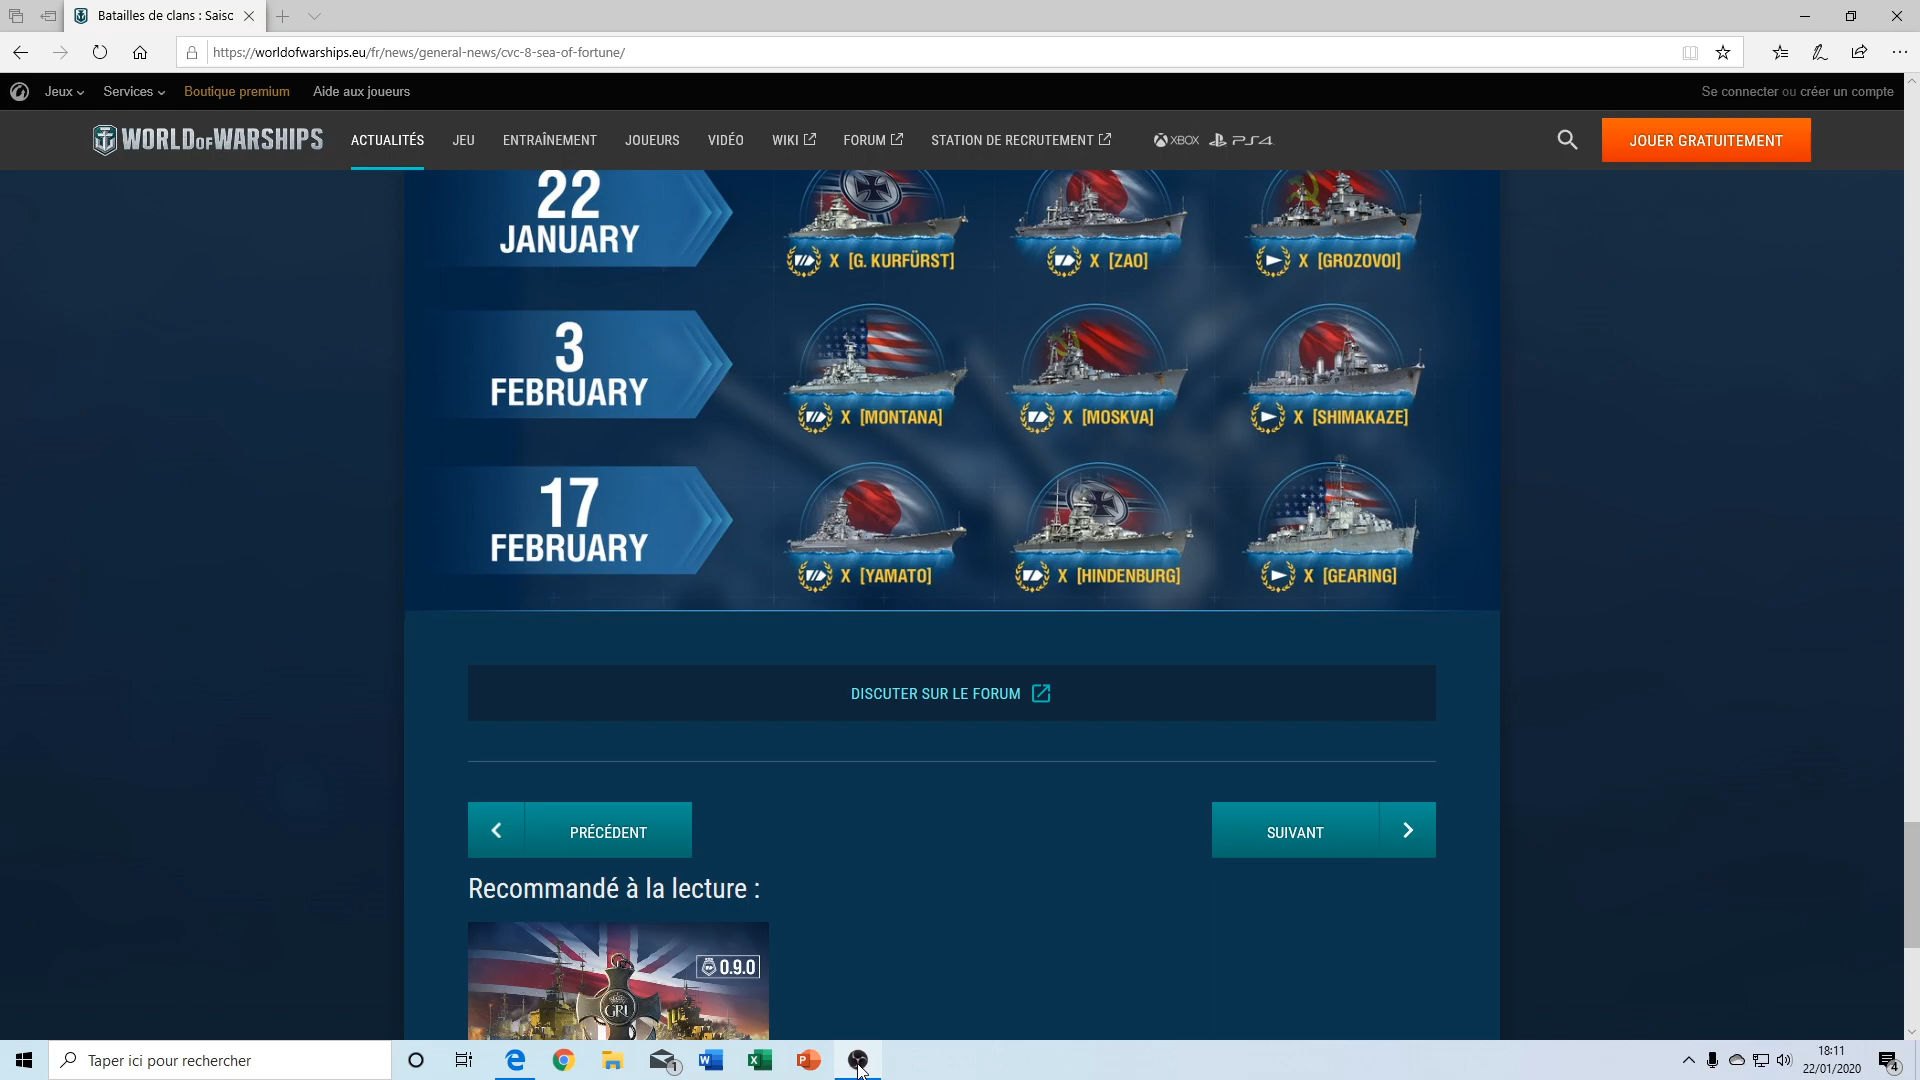 Batailles de clans : Saisc
https://worldofwarships.eu/fr/news/general-news/cvc-8-sea-of-fortune/
Jeux Services Boutique premium Aide aux joueurs Se connecter ou créer un compte
WORLD OF WARSHIPS ACTUALITÉS JEU ENTRAÎNEMENT JOUEURS VIDÉO WIKI FORUM STATION DE RECRUTEMENT XBOX PS4 JOUER GRATUITEMENT
22
JANUARY
X [G. KURFÜRST] X [ZAO] X [GROZOVOI]
3
FEBRUARY
X [MONTANA] X [MOSKVA] X [SHIMAKAZE]
17
FEBRUARY
X [YAMATO] X [HINDENBURG] X [GEARING]
DISCUTER SUR LE FORUM
PRÉCÉDENT SUIVANT
Recommandé à la lecture :
0.9.0
GRI
Taper ici pour rechercher
1
18:11
22/01/2020
4